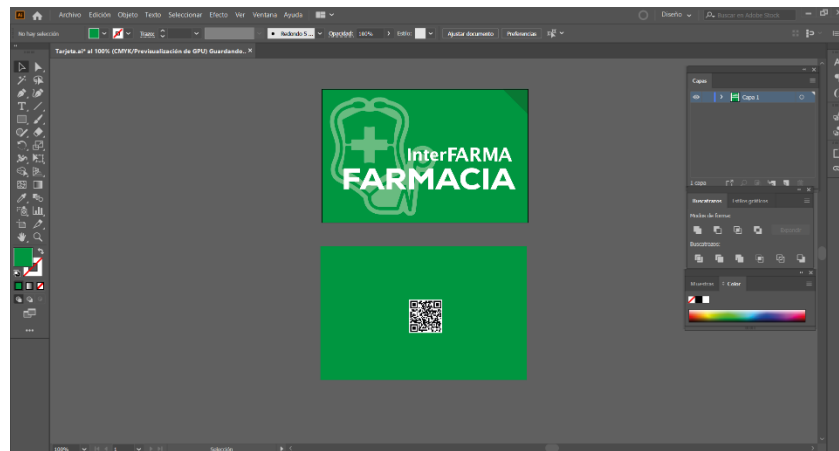 Archivo Edición Objeto Texto Seleccionar Efecto Ver Ventana Ayuda
Diseño
Buscar en Adobe Stock
No hay selección
Trazo:
Redondo 5 ...
Opacidad: 100%
Estilo:
Ajustar documento
Preferencias
Tarjeta.ai* al 100% (CMYK/Previsualización de GPU) Guardando..
Capas
Capa 1
1 capa
InterFARMA
FARMACIA
Buscatrazos
Estilos gráficos
Modos de forma:
Buscatrazos:
Muestras
Color
100%
1
Selección